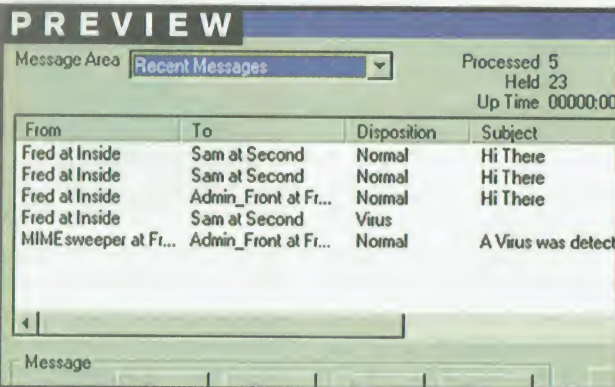 PREVIEW
Message Area Recent Messages
Processed 5
Held 23
Up Time 00000:00
From To Disposition Subject
Fred at Inside Sam at Second Normal Hi There
Fred at Inside Sam at Second Normal Hi There
Fred at Inside Admin_Front at Fr... Normal Hi There
Fred at Inside Sam at Second Virus
MIMEsweeper at Fr... Admin_Front at Fr... Normal A Virus was detect
Message